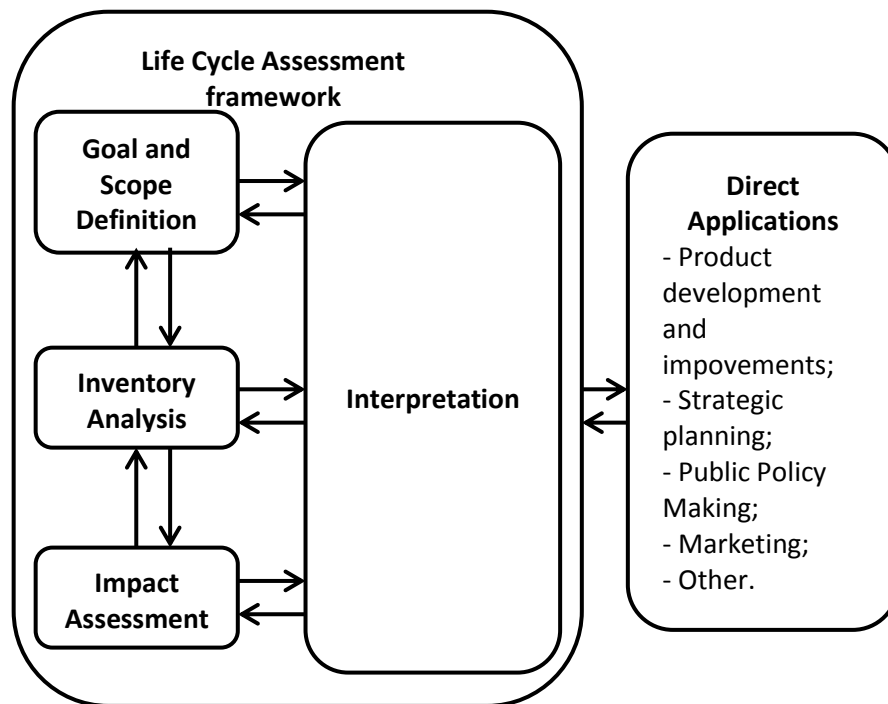 Life Cycle Assessment
framework
Goal and
Scope
Definition
Inventory
Analysis
Impact
Assessment
Interpretation
Direct
Applications
- Product
development
and
impovements;
- Strategic
planning;
- Public Policy
Making;
- Marketing;
- Other.